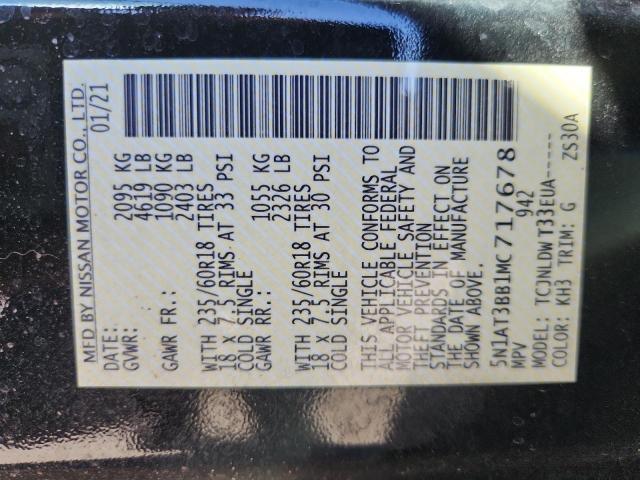 MFD BY NISSAN MOTOR CO., LTD.
DATE: 01/21
GVWR: 2095 KG
4619 LB
GAWR FR.: 1090 KG
2403 LB
WITH 235/60R18 TIRES
18 X 7.5 RIMS AT 33 PSI
COLD SINGLE
GAWR RR.: 1055 KG
2326 LB
WITH 235/60R18 TIRES
18 X 7.5 RIMS AT 30 PSI
COLD SINGLE
THIS VEHICLE CONFORMS TO
ALL APPLICABLE FEDERAL
MOTOR VEHICLE SAFETY AND
THEFT PREVENTION
STANDARDS IN EFFECT ON
THE DATE OF MANUFACTURE
SHOWN ABOVE.
5N1AT3BB1MC717678
MPV 942
MODEL: TCJNLDW T33EUA-----
COLOR: KH3 TRIM: G ZS30A